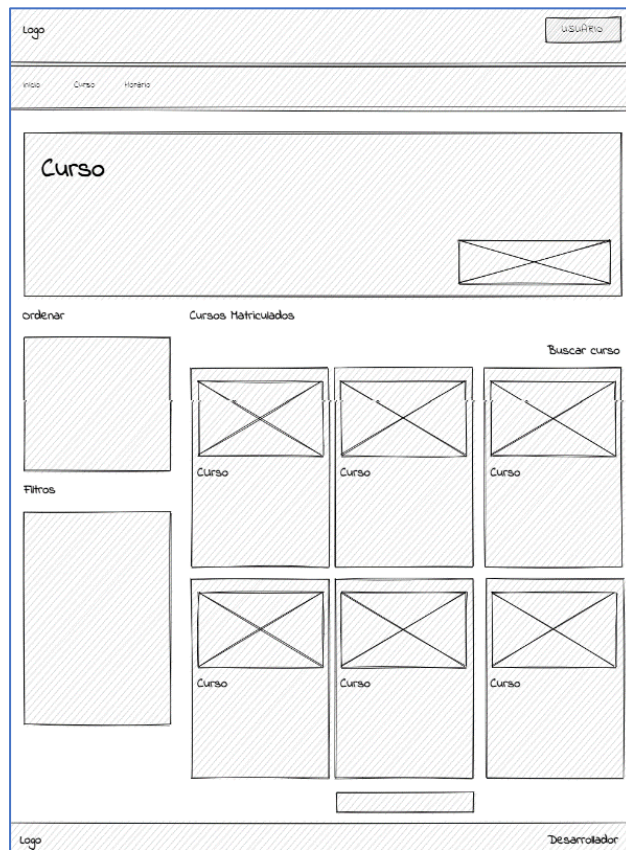 Logo
USUARIO
Inicio
Curso
Horario
Curso
Ordenar
Cursos Matriculados
Buscar curso
Filtros
Curso
Curso
Curso
Curso
Curso
Curso
Logo
Desarrollador